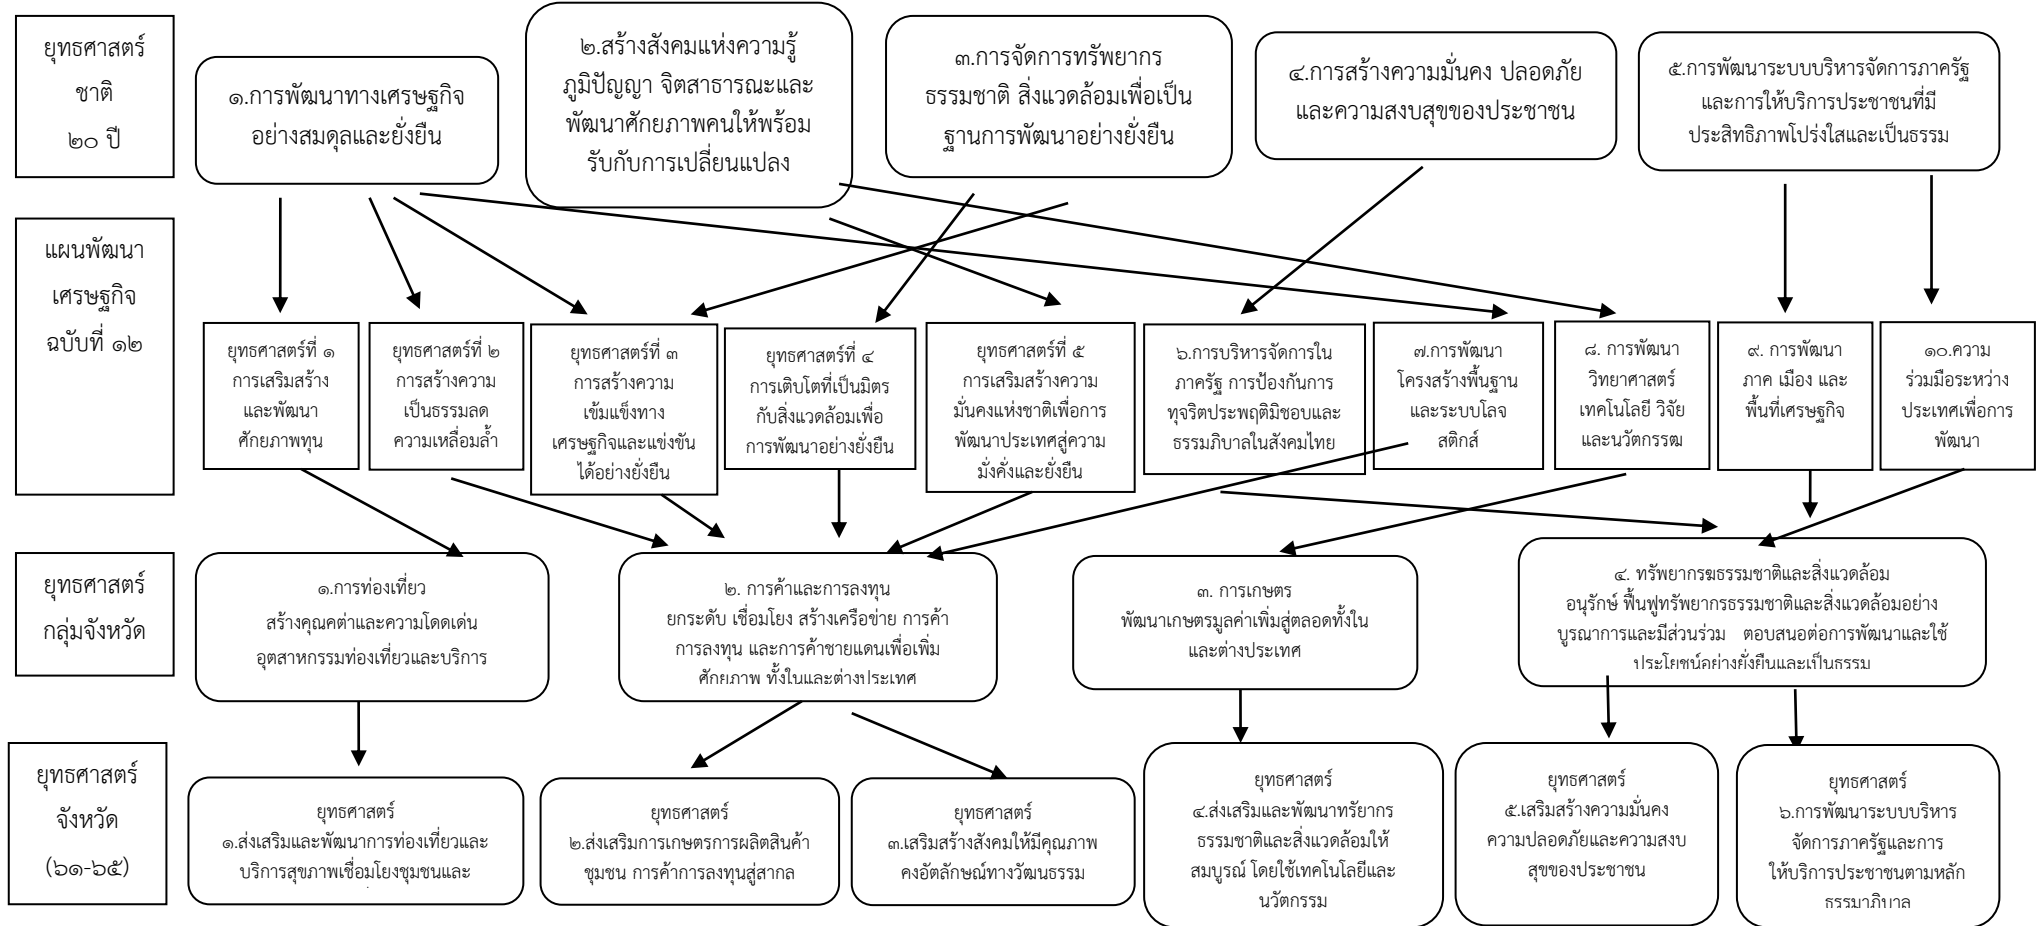 ยุทธศาสตร์
ชาติ
๒๐ ปี
๑.การพัฒนาทางเศรษฐกิจ
อย่างสมดุลและยั่งยืน
๒.สร้างสังคมแห่งความรู้
ภูมิปัญญา จิตสาธารณะและ
พัฒนาศักยภาพคนให้พร้อม
รับกับการเปลี่ยนแปลง
๓.การจัดการทรัพยากร
ธรรมชาติ สิ่งแวดล้อมเพื่อเป็น
ฐานการพัฒนาอย่างยั่งยืน
๔.การสร้างความมั่นคง ปลอดภัย
และความสงบสุขของประชาชน
๕.การพัฒนาระบบบริหารจัดการภาครัฐ
และการให้บริการประชาชนที่มี
ประสิทธิภาพโปร่งใสและเป็นธรรม
แผนพัฒนา
เศรษฐกิจ
ฉบับที่ ๑๒
ยุทธศาสตร์ที่ ๑
การเสริมสร้าง
และพัฒนา
ศักยภาพทุน
ยุทธศาสตร์ที่ ๒
การสร้างความ
เป็นธรรมลด
ความเหลื่อมล้ำ
ยุทธศาสตร์ที่ ๓
การสร้างความ
เข้มแข็งทาง
เศรษฐกิจและแข่งขัน
ได้อย่างยั่งยืน
ยุทธศาสตร์ที่ ๔
การเติบโตที่เป็นมิตร
กับสิ่งแวดล้อมเพื่อ
การพัฒนาอย่างยั่งยืน
ยุทธศาสตร์ที่ ๕
การเสริมสร้างความ
มั่นคงแห่งชาติเพื่อการ
พัฒนาประเทศสู่ความ
มั่งคั่งและยั่งยืน
๖.การบริหารจัดการใน
ภาครัฐ การป้องกันการ
ทุจริตประพฤติมิชอบและ
ธรรมภิบาลในสังคมไทย
๗.การพัฒนา
โครงสร้างพื้นฐาน
และระบบโลจ
สติกส์
๘. การพัฒนา
วิทยาศาสตร์
เทคโนโลยี วิจัย
และนวัตกรรฒ
๙. การพัฒนา
ภาค เมือง และ
พื้นที่เศรษฐกิจ
๑๐.ความ
ร่วมมือระหว่าง
ประเทศเพื่อการ
พัฒนา
ยุทธศาสตร์
กลุ่มจังหวัด
๑.การท่องเที่ยว
สร้างคุณคต่าและความโดดเด่น
อุตสาหกรรมท่องเที่ยวและบริการ
๒. การค้าและการลงทุน
ยกระดับ เชื่อมโยง สร้างเครือข่าย การค้า
การลงทุน และการค้าชายแดนเพื่อเพิ่ม
ศักยภาพ ทั้งในและต่างประเทศ
๓. การเกษตร
พัฒนาเกษตรมูลค่าเพิ่มสู่ตลอดทั้งใน
และต่างประเทศ
๔. ทรัพยากรฆธรรมชาติและสิ่งแวดล้อม
อนุรักษ์ ฟื้นฟูทรัพยากรธรรมชาติและสิ่งแวดล้อมอย่าง
บูรณาการและมีส่วนร่วม ตอบสนอต่อการพัฒนาและใช้
ประโยชน์อย่างยั่งยืนและเป็นธรรม
ยุทธศาสตร์
จังหวัด
(๖๑-๖๕)
ยุทธศาสตร์
๑.ส่งเสริมและพัฒนาการท่องเที่ยวและ
บริการสุขภาพเชื่อมโยงชุมชนและ
ยุทธศาสตร์
๒.ส่งเสริมการเกษตรการผลิตสินค้า
ชุมชน การค้าการลงทุนสู่สากล
ยุทธศาสตร์
๓.เสริมสร้างสังคมให้มีคุณภาพ
คงอัตลักษณ์ทางวัฒนธรรม
ยุทธศาสตร์
๔.ส่งเสริมและพัฒนาทรัยากร
ธรรมชาติและสิ่งแวดล้อมให้
สมบูรณ์ โดยใช้เทคโนโลยีและ
นวัตกรรม
ยุทธศาสตร์
๕.เสริมสร้างความมั่นคง
ความปลอดภัยและความสงบ
สุขของประชาชน
ยุทธศาสตร์
๖.การพัฒนาระบบบริหาร
จัดการภาครัฐและการ
ให้บริการประชาชนตามหลัก
ธรรมาภิบาล